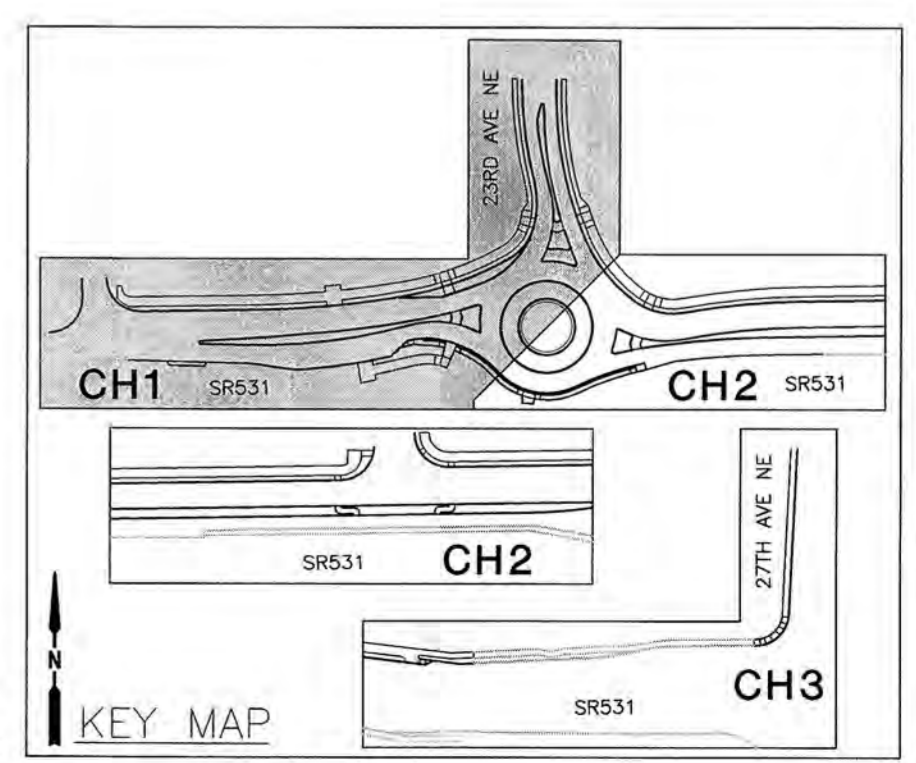 23RD AVE NE
CH1
SR531
CH2
SR531
SR531
CH2
27TH AVE NE
CH3
SR531
N
KEY MAP